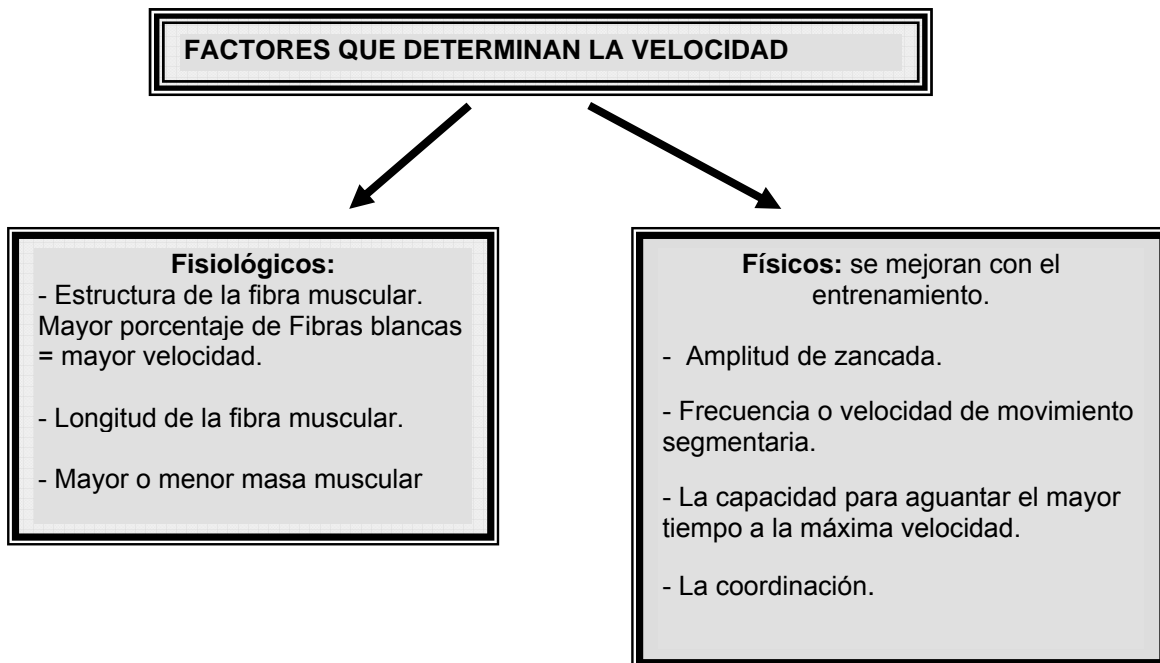 FACTORES QUE DETERMINAN LA VELOCIDAD
Fisiológicos:
- Estructura de la fibra muscular.
Mayor porcentaje de Fibras blancas
= mayor velocidad.
- Longitud de la fibra muscular.
- Mayor o menor masa muscular
Físicos: se mejoran con el
entrenamiento.
- Amplitud de zancada.
- Frecuencia o velocidad de movimiento
segmentaria.
- La capacidad para aguantar el mayor
tiempo a la máxima velocidad.
- La coordinación.